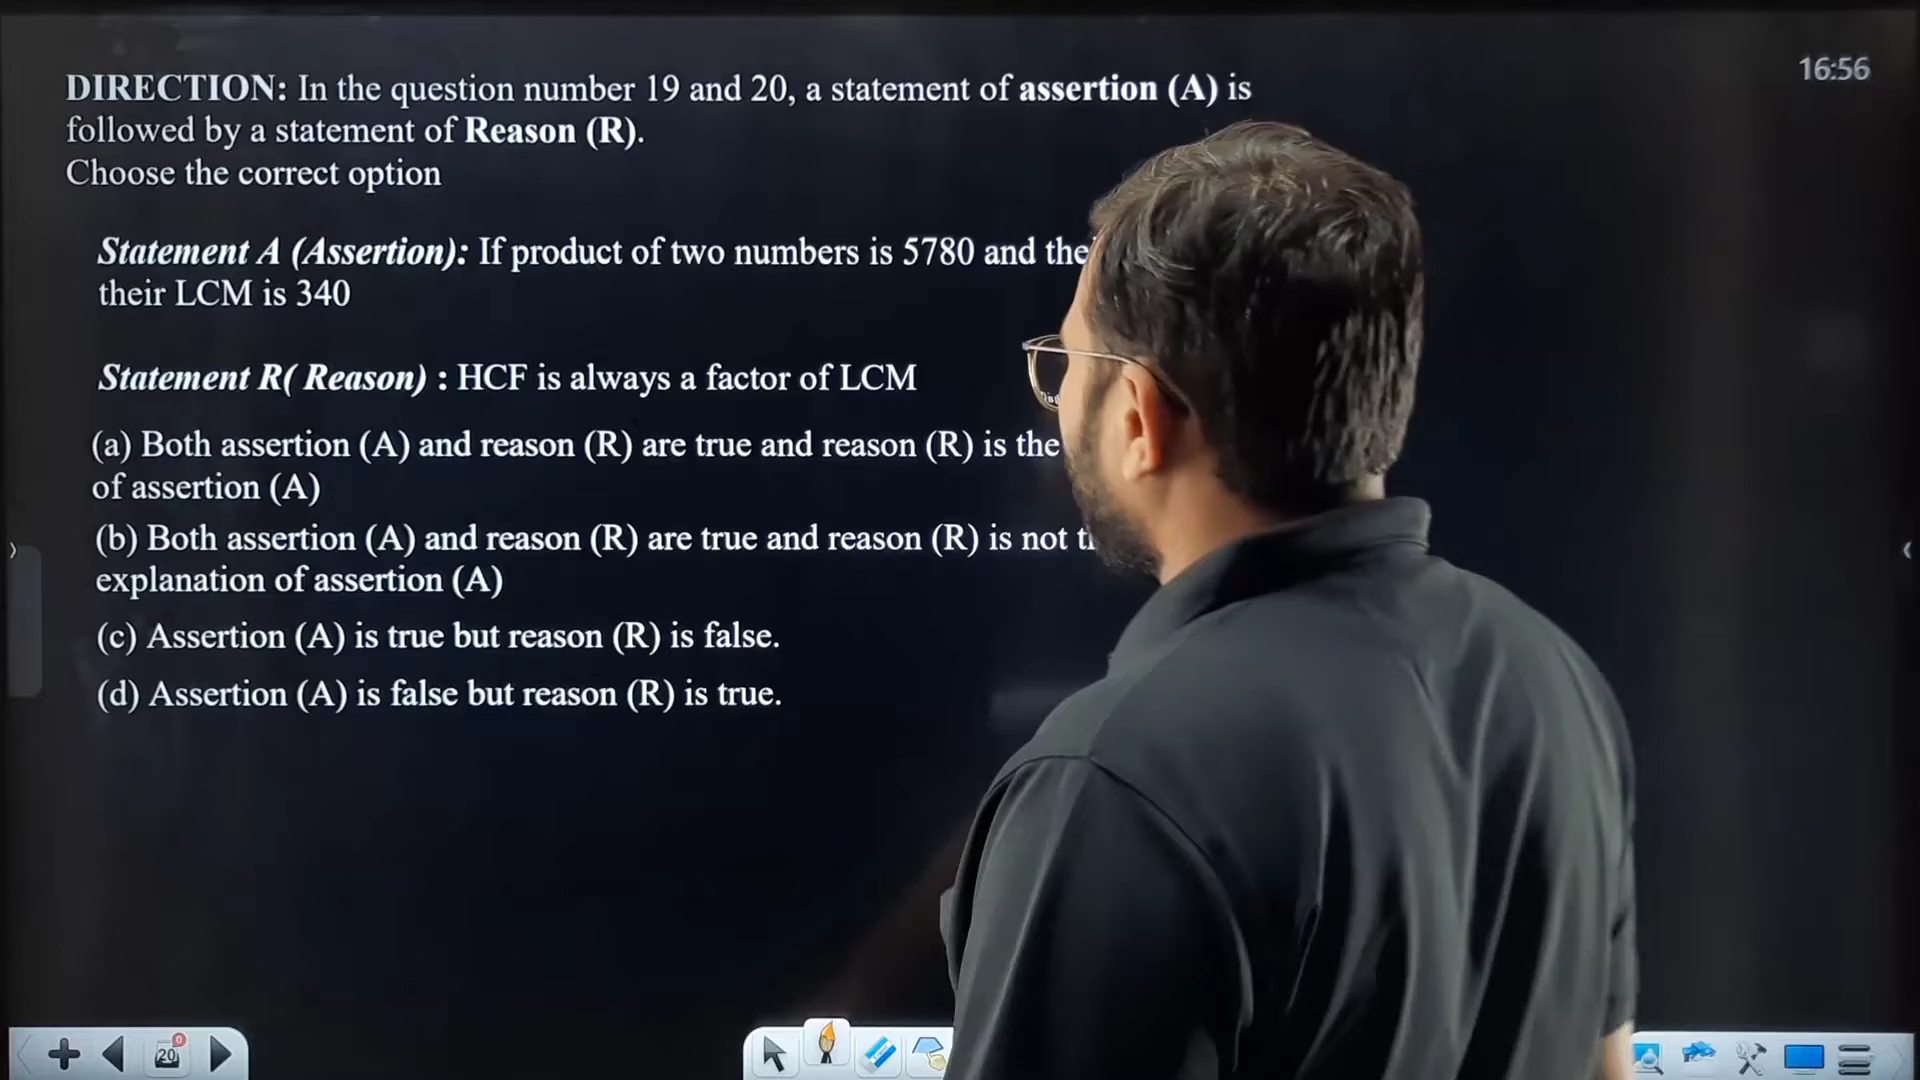 16:56
DIRECTION: In the question number 19 and 20, a statement of assertion (A) is
followed by a statement of Reason (R).
Choose the correct option
Statement A (Assertion): If product of two numbers is 5780 and
their LCM is 340
Statement R( Reason) : HCF is always a factor of LCM
(a) Both assertion (A) and reason (R) are true and reason (R) is the
of assertion (A)
(b) Both assertion (A) and reason (R) are true and reason (R) is not
explanation of assertion (A)
(c) Assertion (A) is true but reason (R) is false.
(d) Assertion (A) is false but reason (R) is true.
20
0